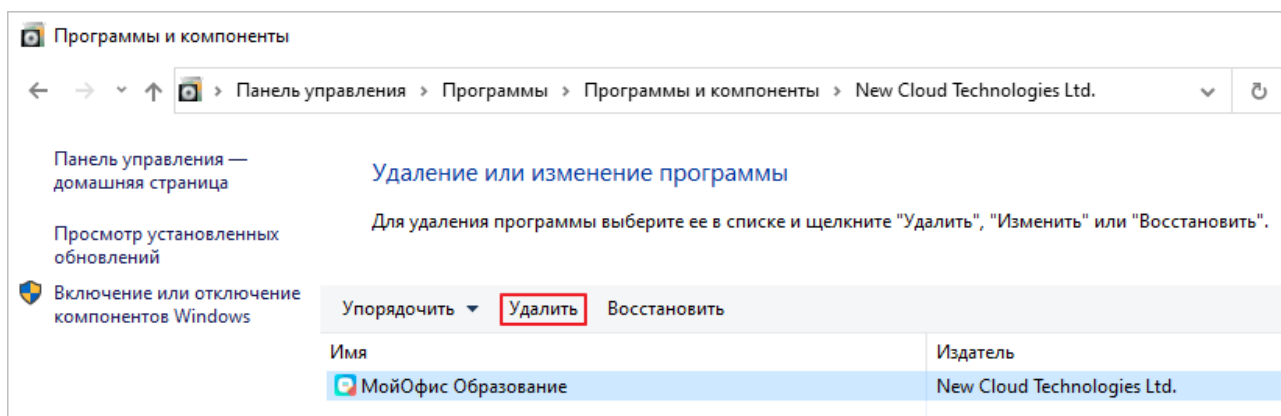 Программы и компоненты
Панель управления > Программы > Программы и компоненты > New Cloud Technologies Ltd.
Панель управления —
домашняя страница
Просмотр установленных
обновлений
Включение или отключение
компонентов Windows
Удаление или изменение программы
Для удаления программы выберите ее в списке и щелкните "Удалить", "Изменить" или "Восстановить".
Упорядочить Удалить Восстановить
Имя Издатель
МойОфис Образование New Cloud Technologies Ltd.